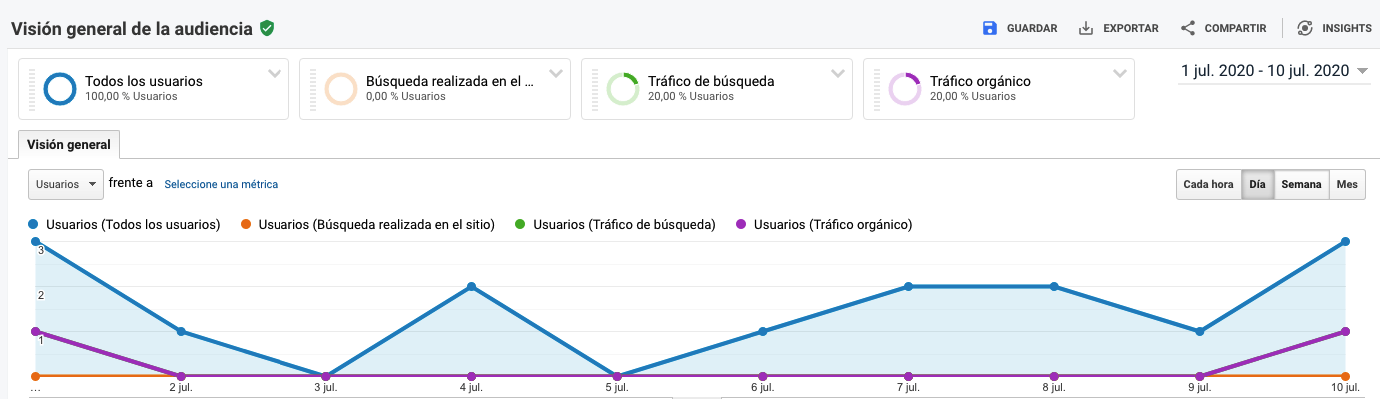 Visión general de la audiencia
GUARDAR EXPORTAR COMPARTIR INSIGHTS
Todos los usuarios
100,00 % Usuarios
Búsqueda realizada en el ...
0,00 % Usuarios
Tráfico de búsqueda
20,00 % Usuarios
Tráfico orgánico
20,00 % Usuarios
1 jul. 2020 - 10 jul. 2020
Visión general
Usuarios frente a Seleccione una métrica
Cada hora Día Semana Mes
Usuarios (Todos los usuarios) Usuarios (Búsqueda realizada en el sitio) Usuarios (Tráfico de búsqueda) Usuarios (Tráfico orgánico)
3
2
1
... 2 jul. 3 jul. 4 jul. 5 jul. 6 jul. 7 jul. 8 jul. 9 jul. 10 jul.